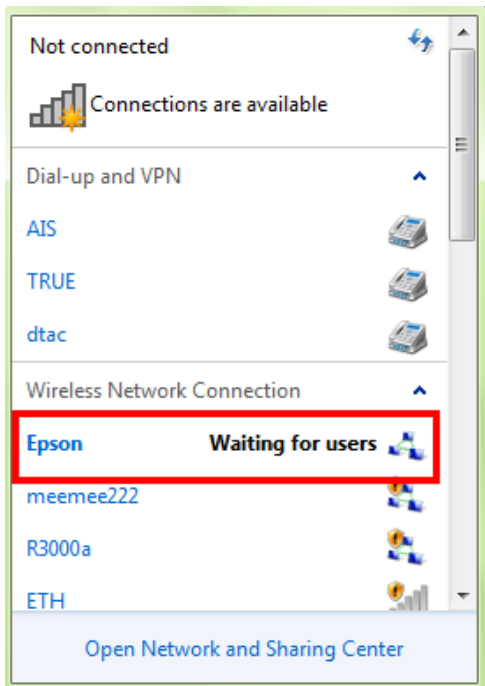 Not connected
Connections are available
Dial-up and VPN
AIS
TRUE
dtac
Wireless Network Connection
Epson Waiting for users
meemee222
R3000a
ETH
Open Network and Sharing Center